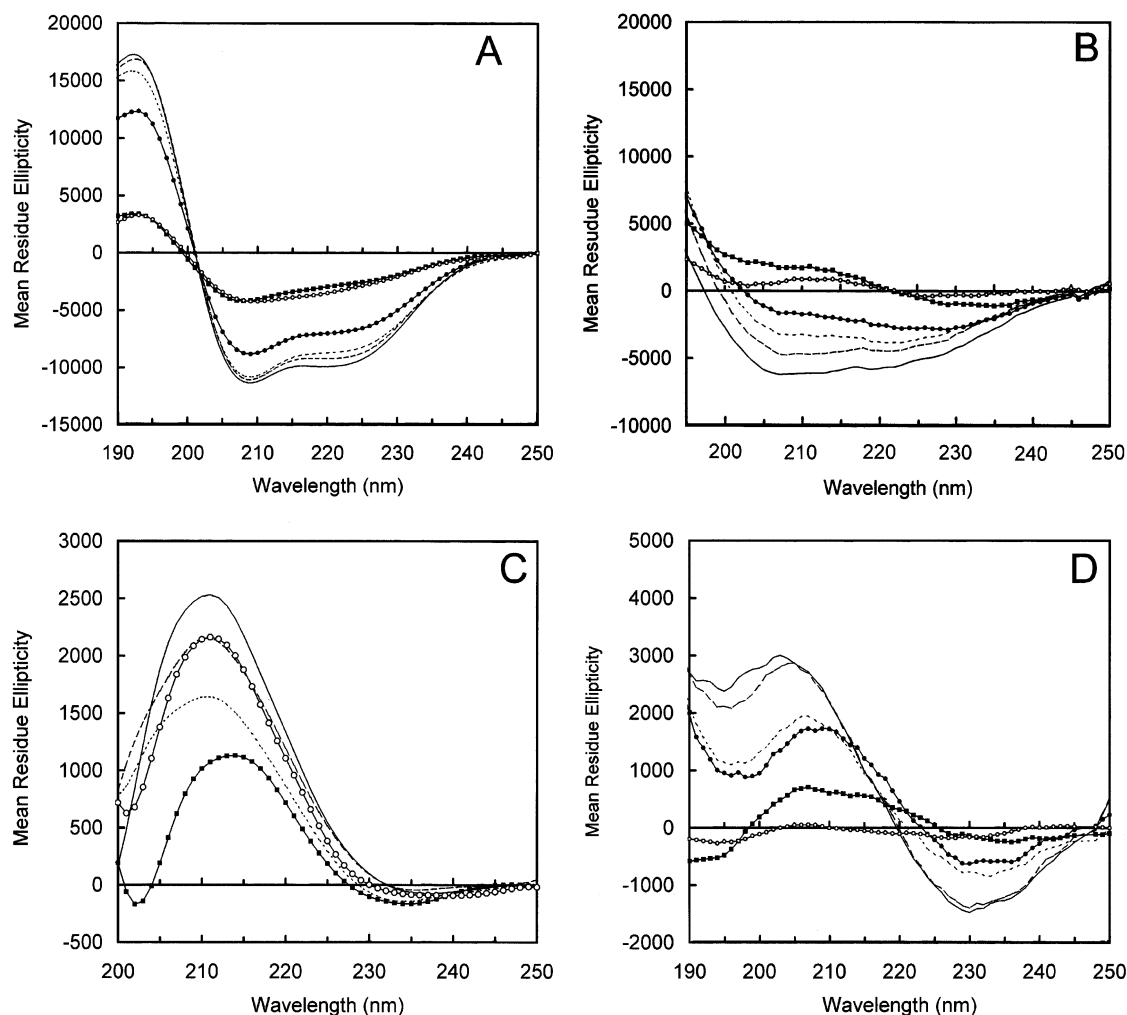 A
20000
15000
10000
5000
0
-5000
-10000
-15000
190 200 210 220 230 240 250
Mean Residue Ellipticity
Wavelength (nm)
B
20000
15000
10000
5000
0
-5000
-10000
200 210 220 230 240 250
Mean Resudue Ellipticity
Wavelength (nm)
C
3000
2500
2000
1500
1000
500
0
-500
200 210 220 230 240 250
Mean Residue Ellipticity
Wavelength (nm)
D
5000
4000
3000
2000
1000
0
-1000
-2000
190 200 210 220 230 240 250
Mean Residue Ellipticity
Wavelength (nm)